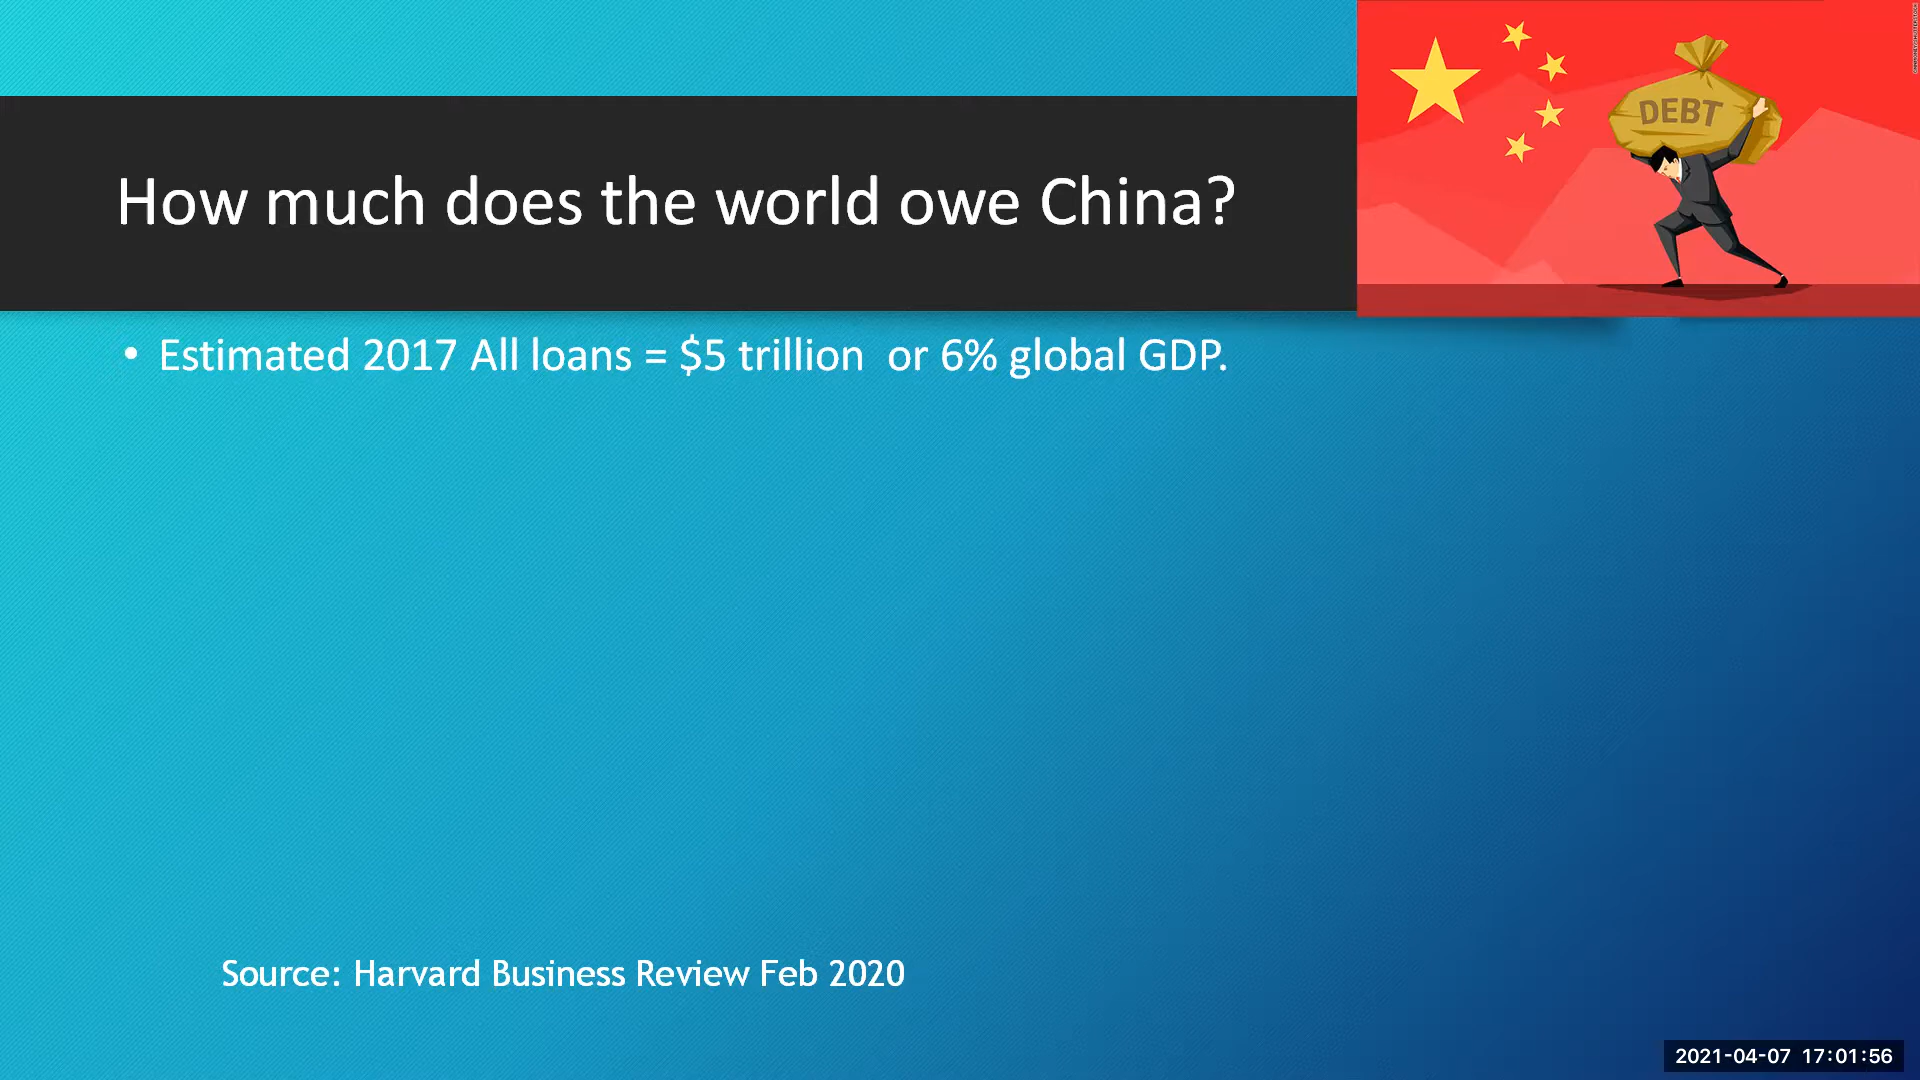 How much does the world owe China?
DEBT
• Estimated 2017 All loans = $5 trillion  or 6% global GDP.
Source: Harvard Business Review Feb 2020
2021-04-07 17:01:56